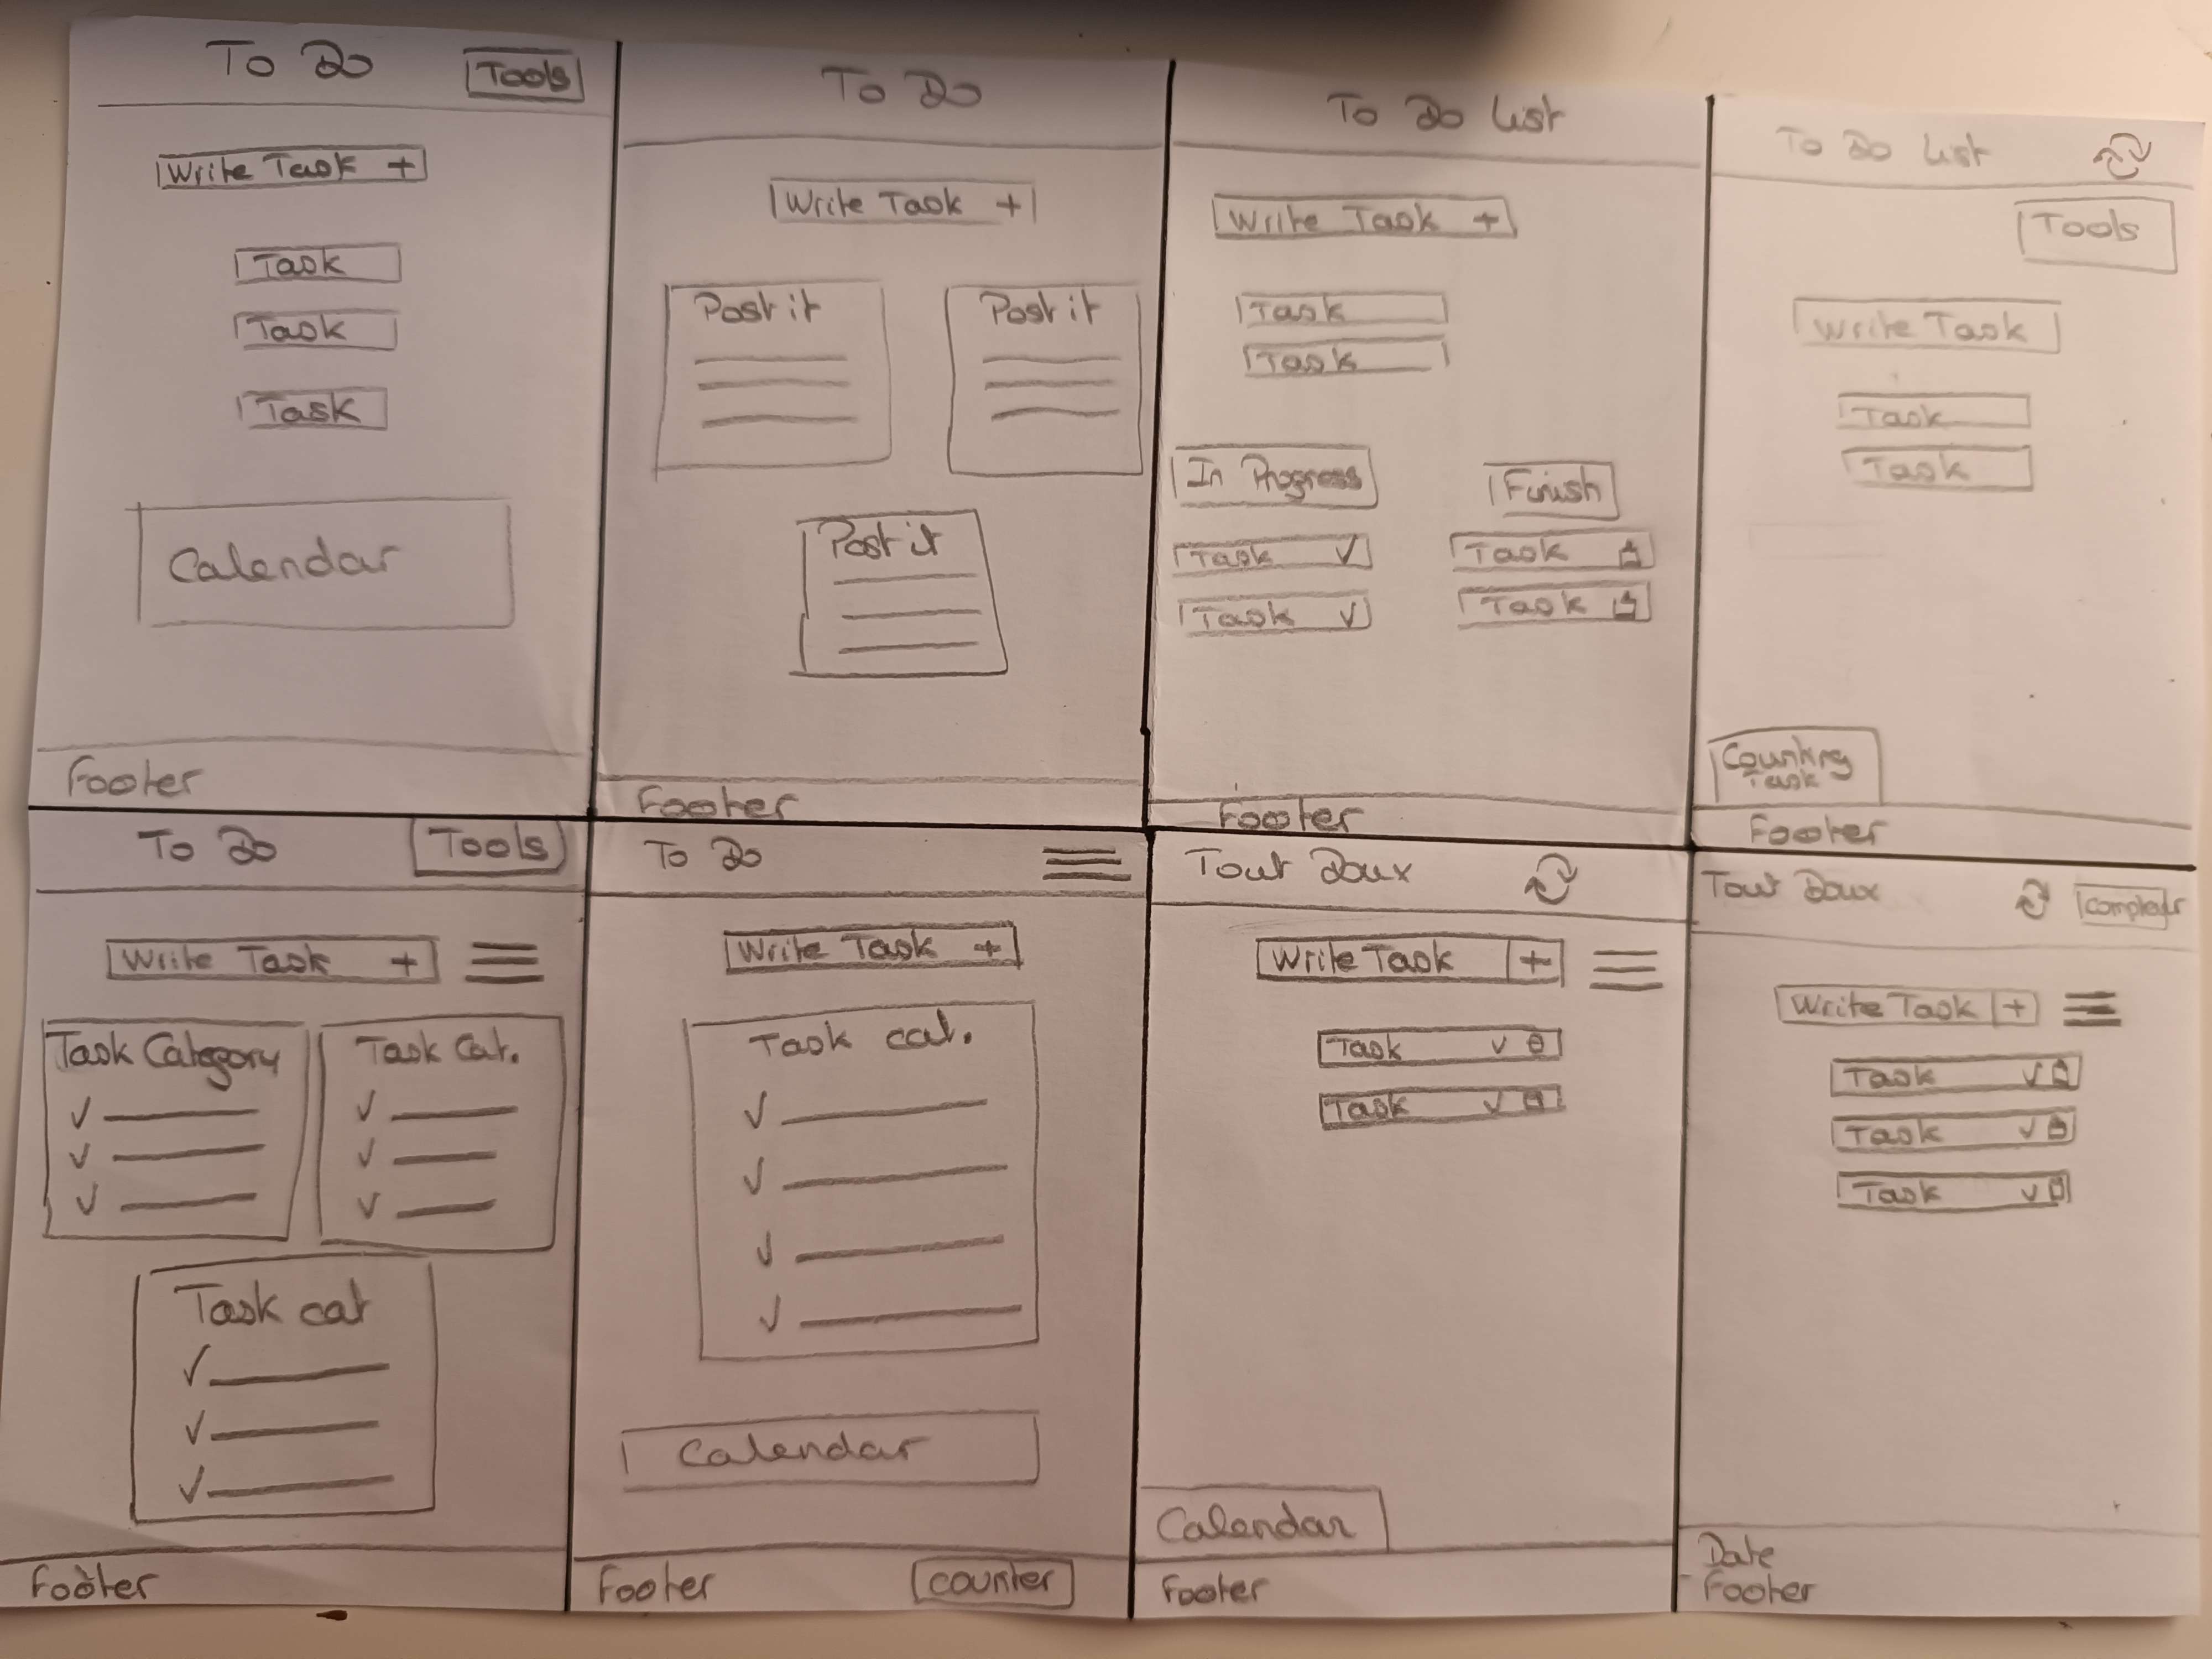 To Do
Tools
Write Task +
Task
Task
Task
Calendar
Footer
To Do
Write Task +
Post it
Post it
Post it
Footer
To Do List
Write Task +
Task
Task
In Progress
Finish
Task ✓
Task
Task ✓
Task
Footer
To Do List
Tools
Write Task
Task
Task
Counting
Task
Footer
To Do
Tools
Write Task +
Task Category
✓
✓
✓
Task Cat.
✓
✓
✓
Task cat
✓
✓
✓
Footer
To Do
Write Task +
Task cat.
✓
✓
✓
✓
Calendar
Footer
counter
Tout Doux
Write Task +
Task ✓
Task ✓
Calendar
Footer
Tout Doux
Write Task +
Task ✓
Task ✓
Task ✓
Date
Footer